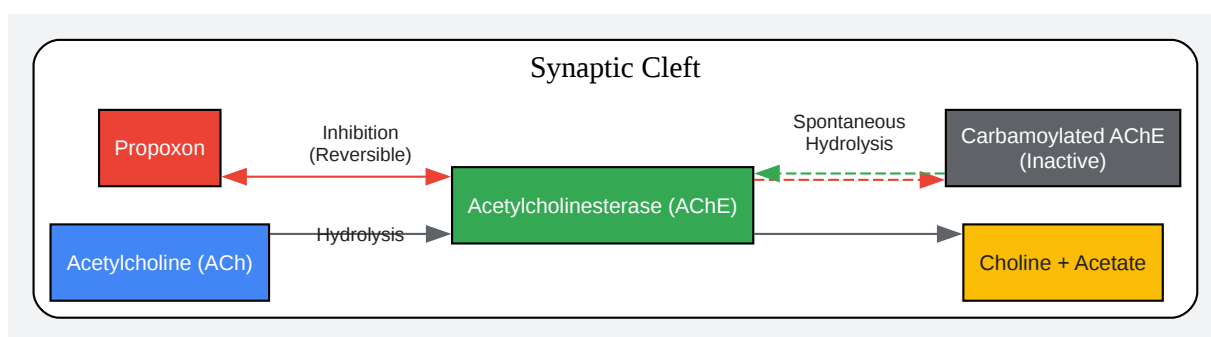 Synaptic Cleft
Propoxon
Inhibition
(Reversible)
Spontaneous
Hydrolysis
Carbamoylated AChE
(Inactive)
Acetylcholinesterase (AChE)
Acetylcholine (ACh)
Hydrolysis
Choline + Acetate